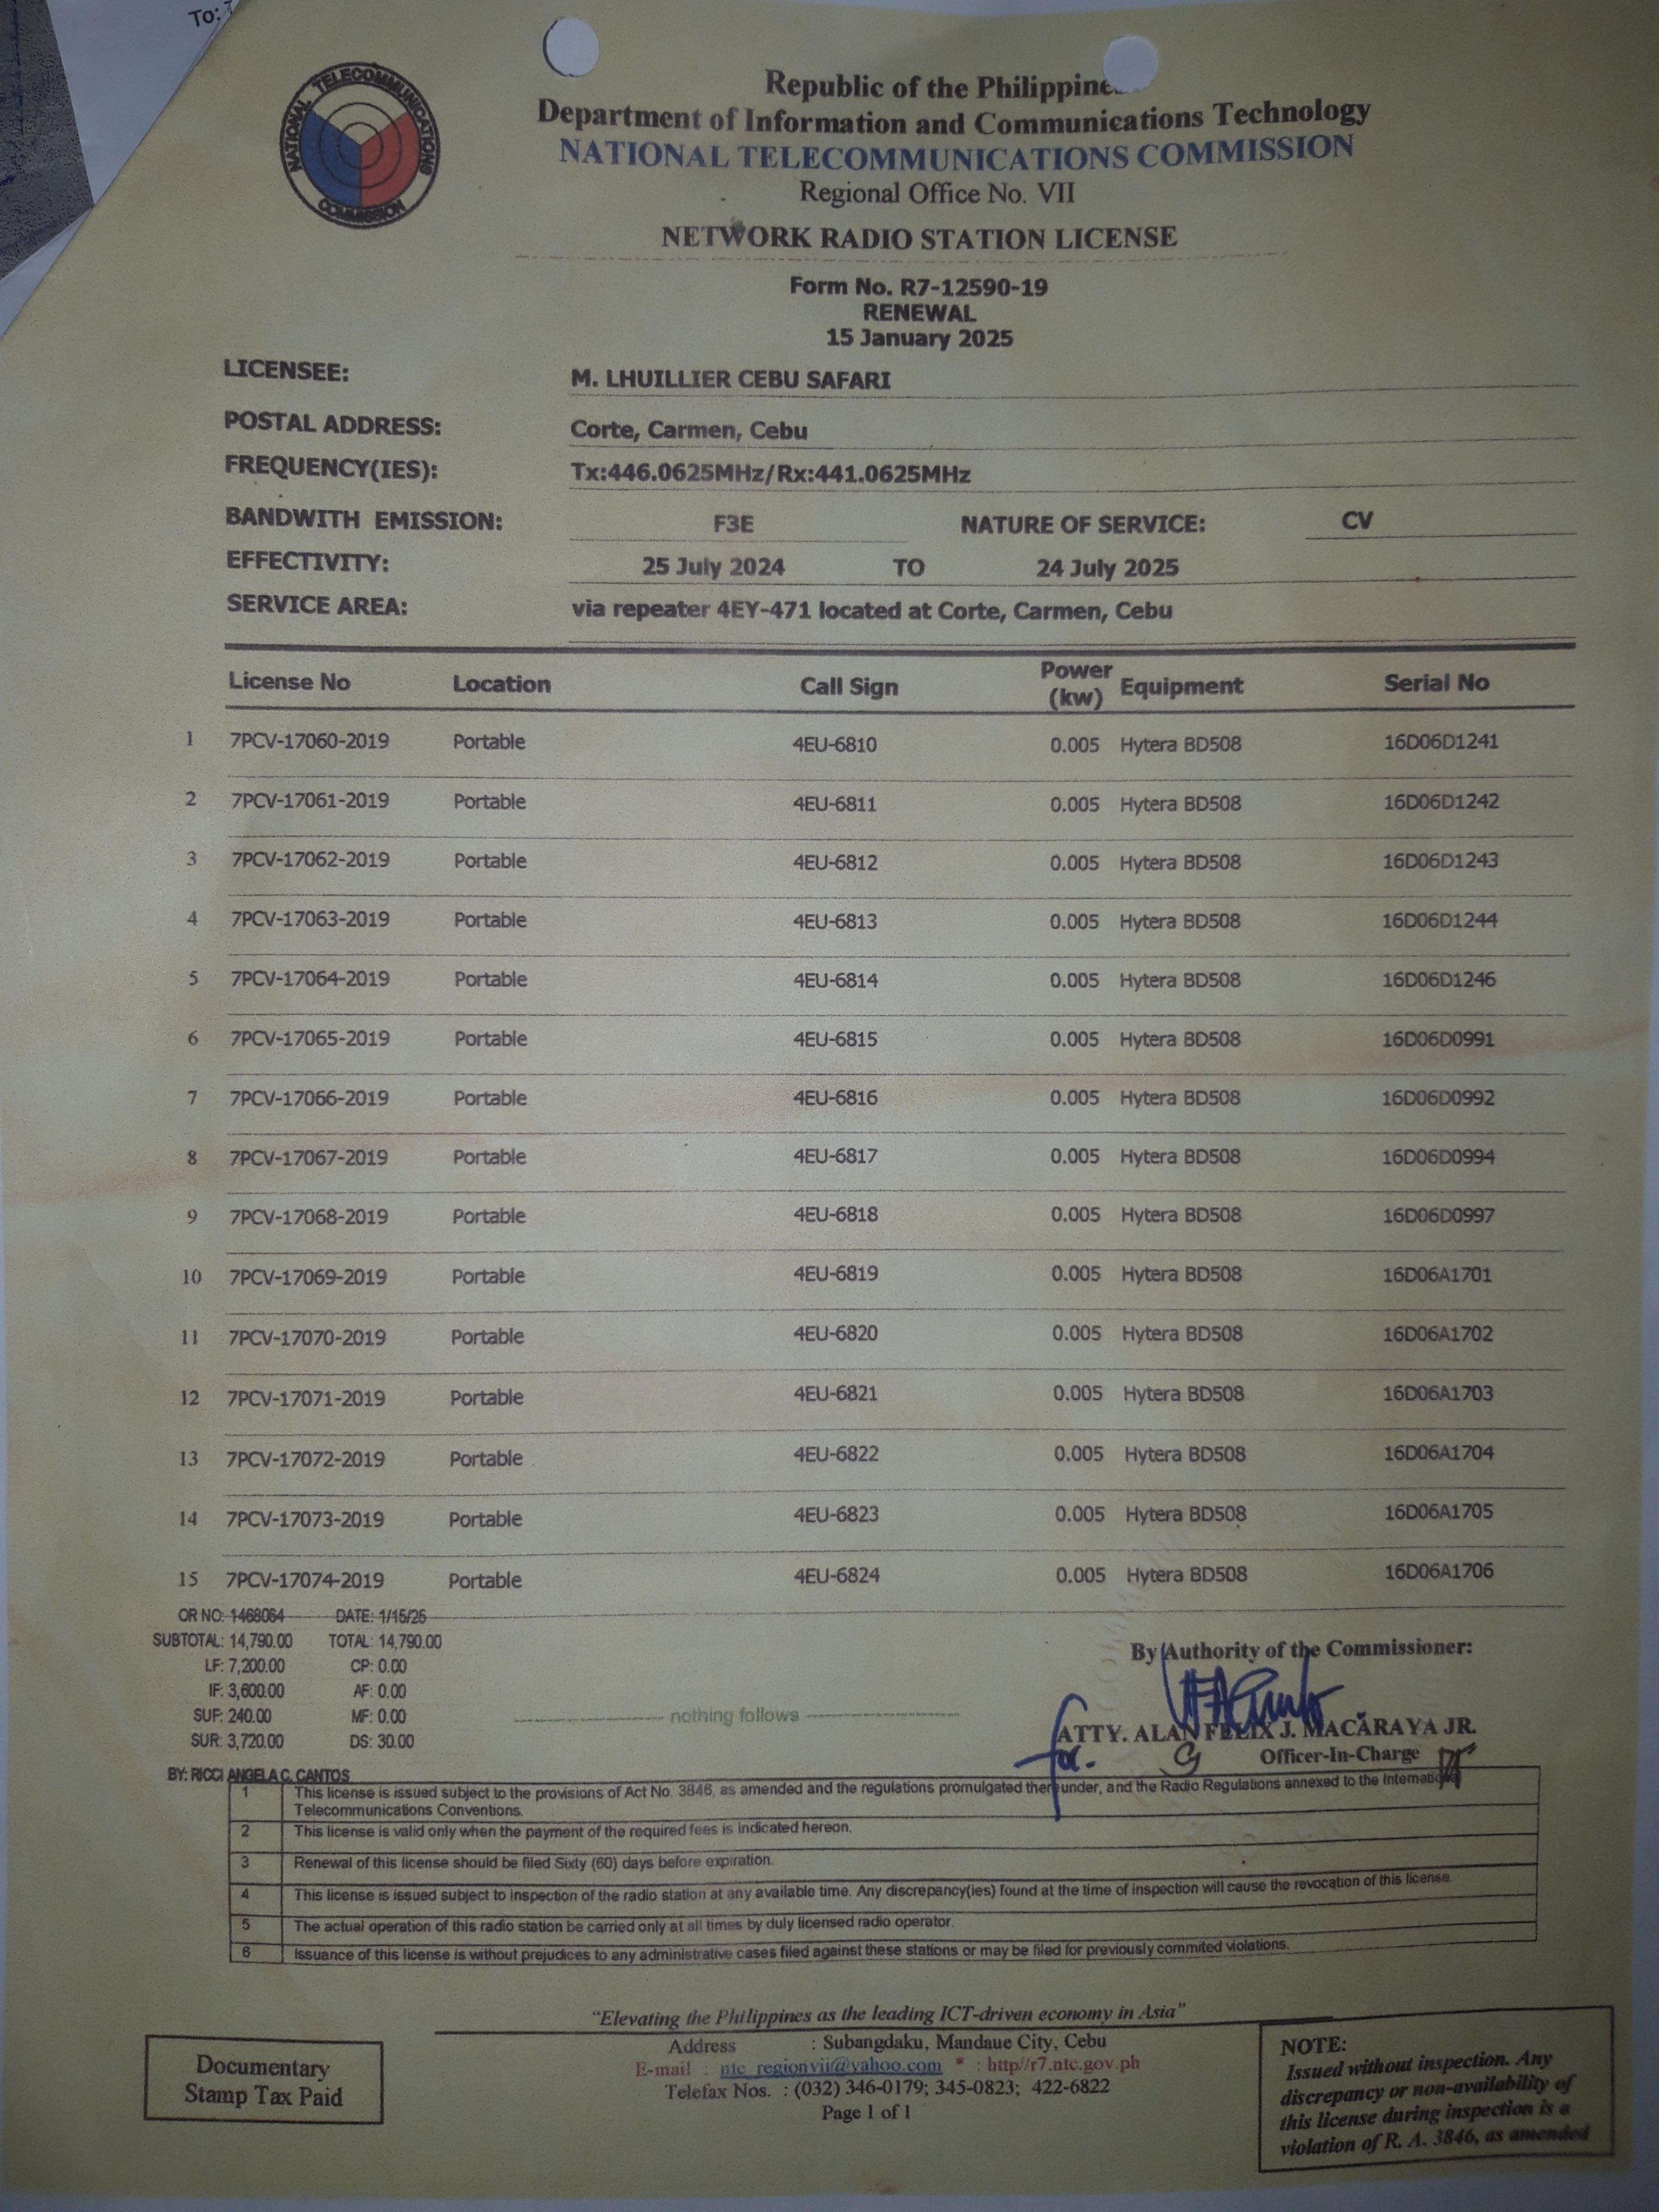 To:
NATIONAL TELECOMMUNICATIONS COMMISSION
Republic of the Philippine
Department of Information and Communications Technology
NATIONAL TELECOMMUNICATIONS COMMISSION
Regional Office No. VII
NETWORK RADIO STATION LICENSE
Form No. R7-12590-19
RENEWAL
15 January 2025
LICENSEE: M. LHUILLIER CEBU SAFARI
POSTAL ADDRESS: Corte, Carmen, Cebu
FREQUENCY(IES): Tx:446.0625MHz/Rx:441.0625MHz
BANDWITH EMISSION: F3E NATURE OF SERVICE: CV
EFFECTIVITY: 25 July 2024 TO 24 July 2025
SERVICE AREA: via repeater 4EY-471 located at Corte, Carmen, Cebu
License No Location Call Sign Power (kw) Equipment Serial No
1 7PCV-17060-2019 Portable 4EU-6810 0.005 Hytera BD508 16D06D1241
2 7PCV-17061-2019 Portable 4EU-6811 0.005 Hytera BD508 16D06D1242
3 7PCV-17062-2019 Portable 4EU-6812 0.005 Hytera BD508 16D06D1243
4 7PCV-17063-2019 Portable 4EU-6813 0.005 Hytera BD508 16D06D1244
5 7PCV-17064-2019 Portable 4EU-6814 0.005 Hytera BD508 16D06D1246
6 7PCV-17065-2019 Portable 4EU-6815 0.005 Hytera BD508 16D06D0991
7 7PCV-17066-2019 Portable 4EU-6816 0.005 Hytera BD508 16D06D0992
8 7PCV-17067-2019 Portable 4EU-6817 0.005 Hytera BD508 16D06D0994
9 7PCV-17068-2019 Portable 4EU-6818 0.005 Hytera BD508 16D06D0997
10 7PCV-17069-2019 Portable 4EU-6819 0.005 Hytera BD508 16D06A1701
11 7PCV-17070-2019 Portable 4EU-6820 0.005 Hytera BD508 16D06A1702
12 7PCV-17071-2019 Portable 4EU-6821 0.005 Hytera BD508 16D06A1703
13 7PCV-17072-2019 Portable 4EU-6822 0.005 Hytera BD508 16D06A1704
14 7PCV-17073-2019 Portable 4EU-6823 0.005 Hytera BD508 16D06A1705
15 7PCV-17074-2019 Portable 4EU-6824 0.005 Hytera BD508 16D06A1706
OR NO: 1468064 DATE: 1/15/25
SUBTOTAL: 14,790.00 TOTAL: 14,790.00
LF: 7,200.00 CP: 0.00
IF: 3,600.00 AF: 0.00
SUF: 240.00 MF: 0.00
SUR: 3,720.00 DS: 30.00
BY: RICCI ANGELA C. CANTOS
nothing follows
By Authority of the Commissioner:
ATTY. ALAN FELIX J. MACARAYA JR.
for.
Officer-In-Charge
1 This license is issued subject to the provisions of Act No. 3846, as amended and the regulations promulgated thereunder, and the Radio Regulations annexed to the International
Telecommunications Conventions.
2 This license is valid only when the payment of the required fees is indicated hereon.
3 Renewal of this license should be filed Sixty (60) days before expiration.
4 This license is issued subject to inspection of the radio station at any available time. Any discrepancy(ies) found at the time of inspection will cause the revocation of this license
5 The actual operation of this radio station be carried only at all times by duly licensed radio operator.
6 Issuance of this license is without prejudices to any administrative cases filed against these stations or may be filed for previously commited violations.
"Elevating the Philippines as the leading ICT-driven economy in Asia"
Address : Subangdaku, Mandaue City, Cebu
E-mail : ntc_regionvii@yahoo.com * : http//r7.ntc.gov.ph
Telefax Nos. : (032) 346-0179; 345-0823; 422-6822
Page 1 of 1
Documentary
Stamp Tax Paid
NOTE:
Issued without inspection. Any
discrepancy or non-availability of
this license during inspection is a
violation of R. A. 3846, as amended